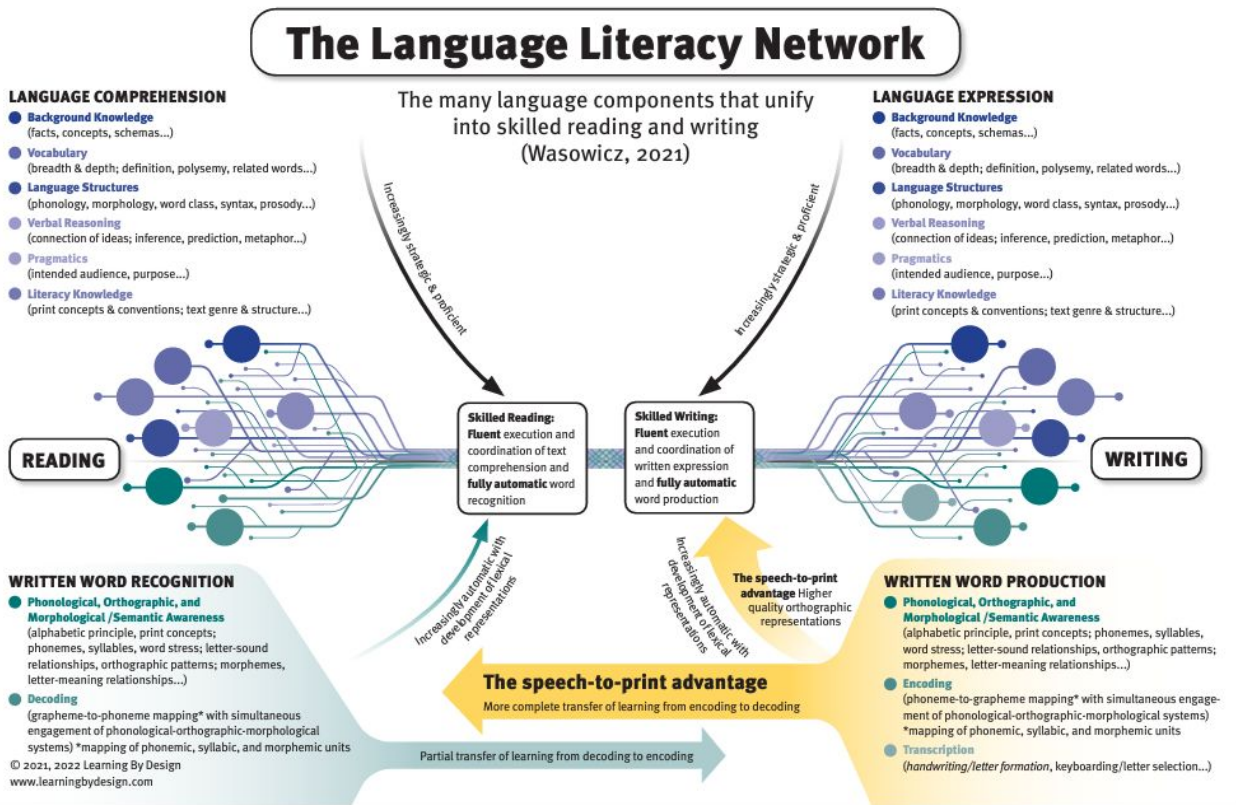 The Language Literacy Network
The many language components that unify
into skilled reading and writing
(Wasowicz, 2021)
LANGUAGE COMPREHENSION
Background Knowledge
(facts, concepts, schemas...)
Vocabulary
(breadth & depth; definition, polysemy, related words...)
Language Structures
(phonology, morphology, word class, syntax, prosody...)
Verbal Reasoning
(connection of ideas; inference, prediction, metaphor...)
Pragmatics
(intended audience, purpose...)
Literacy Knowledge
(print concepts & conventions; text genre & structure...)
LANGUAGE EXPRESSION
Background Knowledge
(facts, concepts, schemas...)
Vocabulary
(breadth & depth; definition, polysemy, related words...)
Language Structures
(phonology, morphology, word class, syntax, prosody...)
Verbal Reasoning
(connection of ideas; inference, prediction, metaphor...)
Pragmatics
(intended audience, purpose...)
Literacy Knowledge
(print concepts & conventions; text genre & structure...)
Increasingly strategic & proficient
Increasingly strategic & proficient
READING
Skilled Reading:
Fluent execution and
coordination of text
comprehension and
fully automatic word
recognition
Skilled Writing:
Fluent execution
and coordination of
written expression
and fully automatic
word production
WRITING
Increasingly automatic with
development of lexical
representations
Increasingly automatic with
development of lexical
representations
The speech-to-print
advantage Higher
quality orthographic
representations
WRITTEN WORD RECOGNITION
Phonological, Orthographic, and
Morphological /Semantic Awareness
(alphabetic principle, print concepts;
phonemes, syllables, word stress; letter-sound
relationships, orthographic patterns; morphemes,
letter-meaning relationships...)
Decoding
(grapheme-to-phoneme mapping* with simultaneous
engagement of phonological-orthographic-morphological
systems) *mapping of phonemic, syllabic, and morphemic units
© 2021, 2022 Learning By Design
www.learningbydesign.com
The speech-to-print advantage
More complete transfer of learning from encoding to decoding
Partial transfer of learning from decoding to encoding
WRITTEN WORD PRODUCTION
Phonological, Orthographic, and
Morphological /Semantic Awareness
(alphabetic principle, print concepts; phonemes, syllables,
word stress; letter-sound relationships, orthographic patterns;
morphemes, letter-meaning relationships...)
Encoding
(phoneme-to-grapheme mapping* with simultaneous engage-
ment of phonological-orthographic-morphological systems)
*mapping of phonemic, syllabic, and morphemic units
Transcription
(handwriting/letter formation, keyboarding/letter selection...)